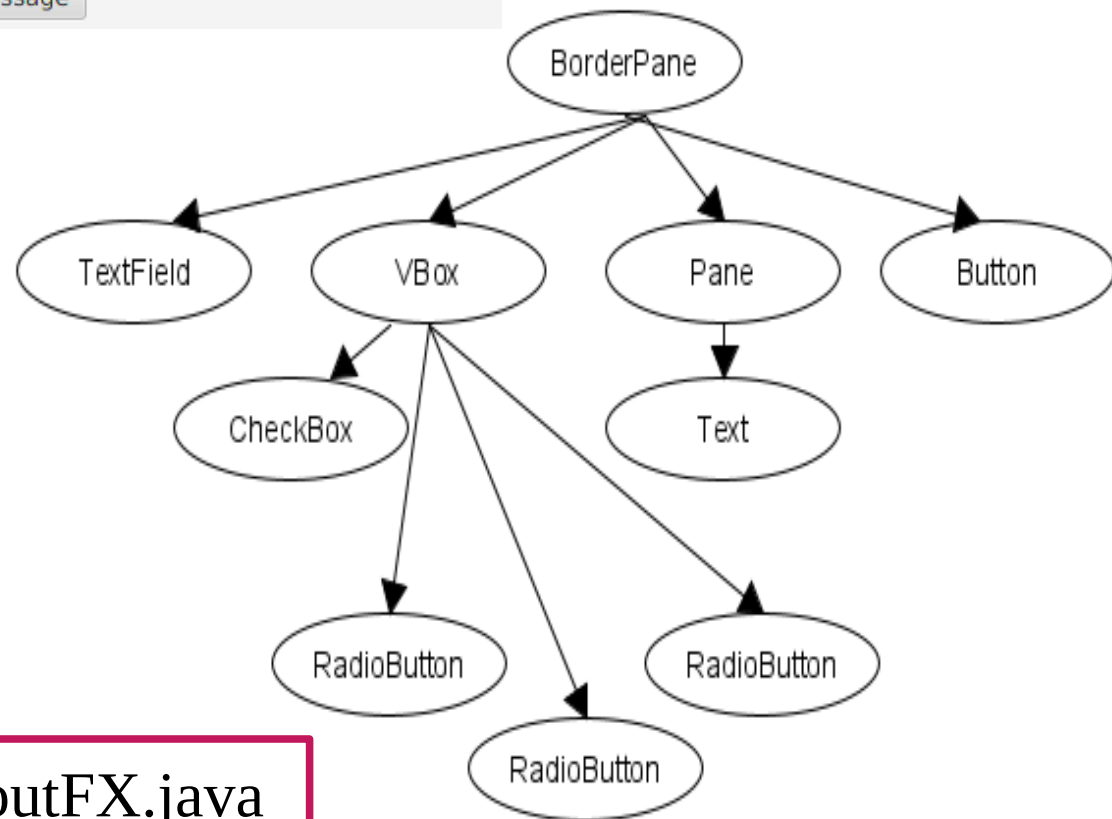 BorderPane
TextField
VBox
Pane
Button
CheckBox
Text
RadioButton
RadioButton
RadioButton
outFX.java